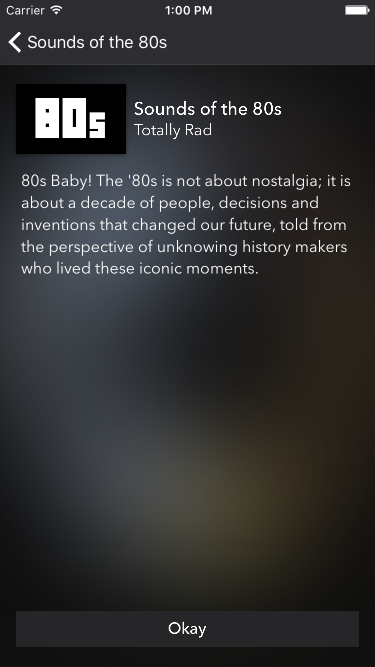 Carrier 1:00 PM
Sounds of the 80s
80s
Sounds of the 80s
Totally Rad
80s Baby! The '80s is not about nostalgia; it is
about a decade of people, decisions and
inventions that changed our future, told from
the perspective of unknowing history makers
who lived these iconic moments.
Okay